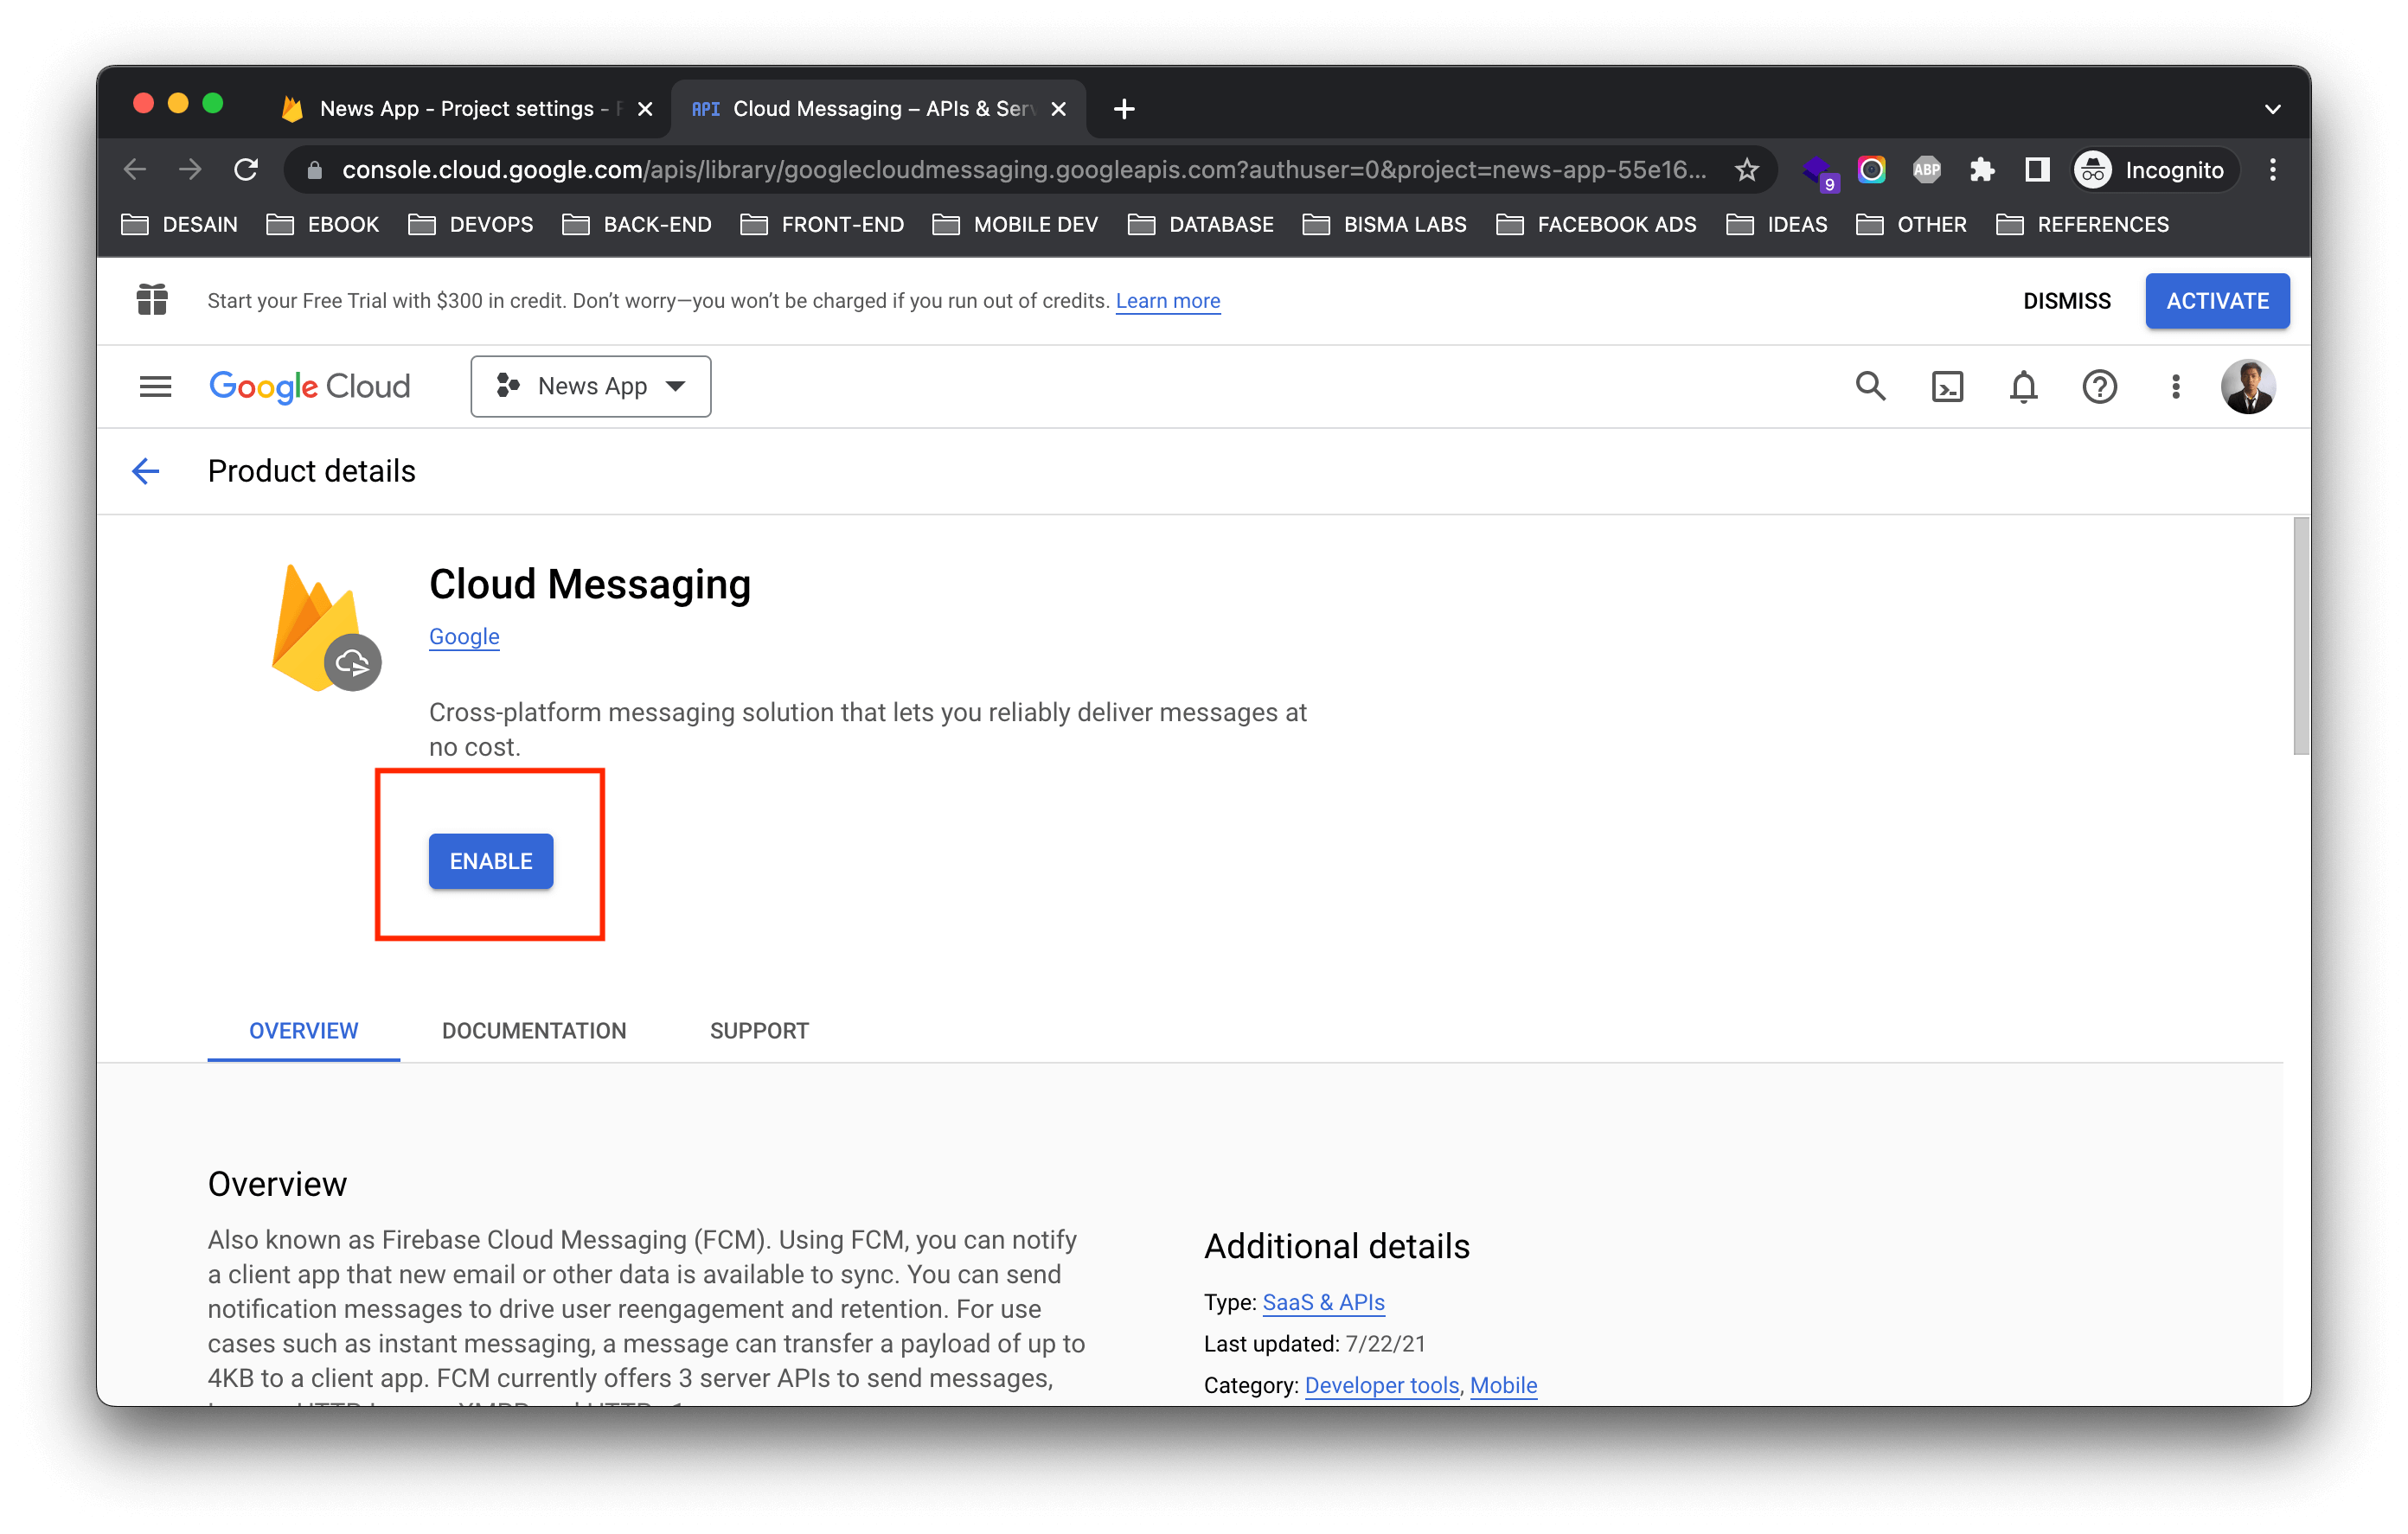 News App - Project settings -
API Cloud Messaging – APIs & Ser
console.cloud.google.com/apis/library/googlecloudmessaging.googleapis.com?authuser=0&project=news-app-55e16...
9
ABP
Incognito
DESAIN EBOOK DEVOPS BACK-END FRONT-END MOBILE DEV DATABASE BISMA LABS FACEBOOK ADS IDEAS OTHER REFERENCES
Start your Free Trial with $300 in credit. Don’t worry—you won’t be charged if you run out of credits. Learn more
DISMISS
ACTIVATE
Google Cloud
News App
Product details
Cloud Messaging
Google
Cross-platform messaging solution that lets you reliably deliver messages at
no cost.
ENABLE
OVERVIEW DOCUMENTATION SUPPORT
Overview
Also known as Firebase Cloud Messaging (FCM). Using FCM, you can notify
a client app that new email or other data is available to sync. You can send
notification messages to drive user reengagement and retention. For use
cases such as instant messaging, a message can transfer a payload of up to
4KB to a client app. FCM currently offers 3 server APIs to send messages,
Additional details
Type: SaaS & APIs
Last updated: 7/22/21
Category: Developer tools, Mobile